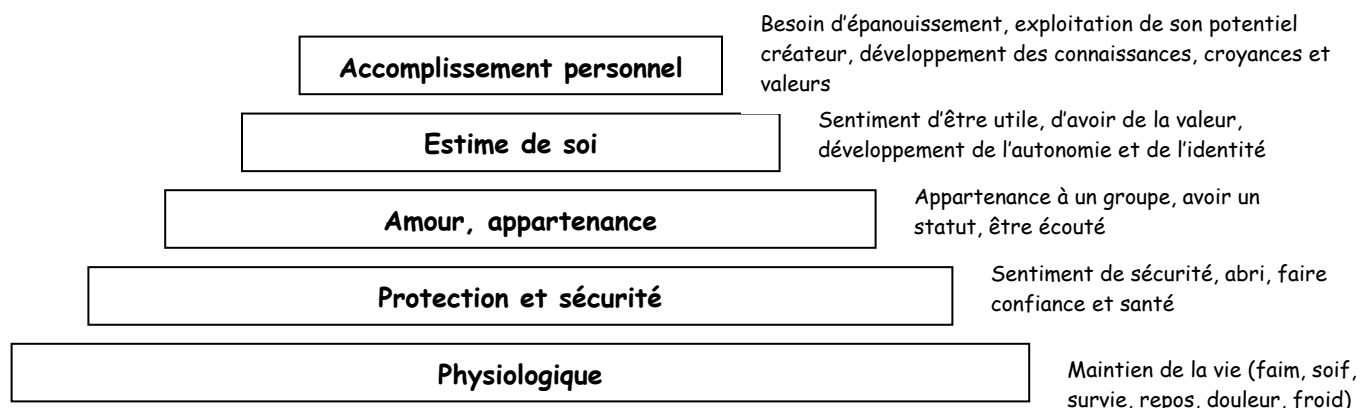 Besoin d'épanouissement, exploitation de son potentiel
créateur, développement des connaissances, croyances et
valeurs
Accomplissement personnel
Sentiment d'être utile, d'avoir de la valeur,
développement de l'autonomie et de l'identité
Estime de soi
Appartenance à un groupe, avoir un
statut, être écouté
Amour, appartenance
Sentiment de sécurité, abri, faire
confiance et santé
Protection et sécurité
Maintien de la vie (faim, soif,
survie, repos, douleur, froid)
Physiologique